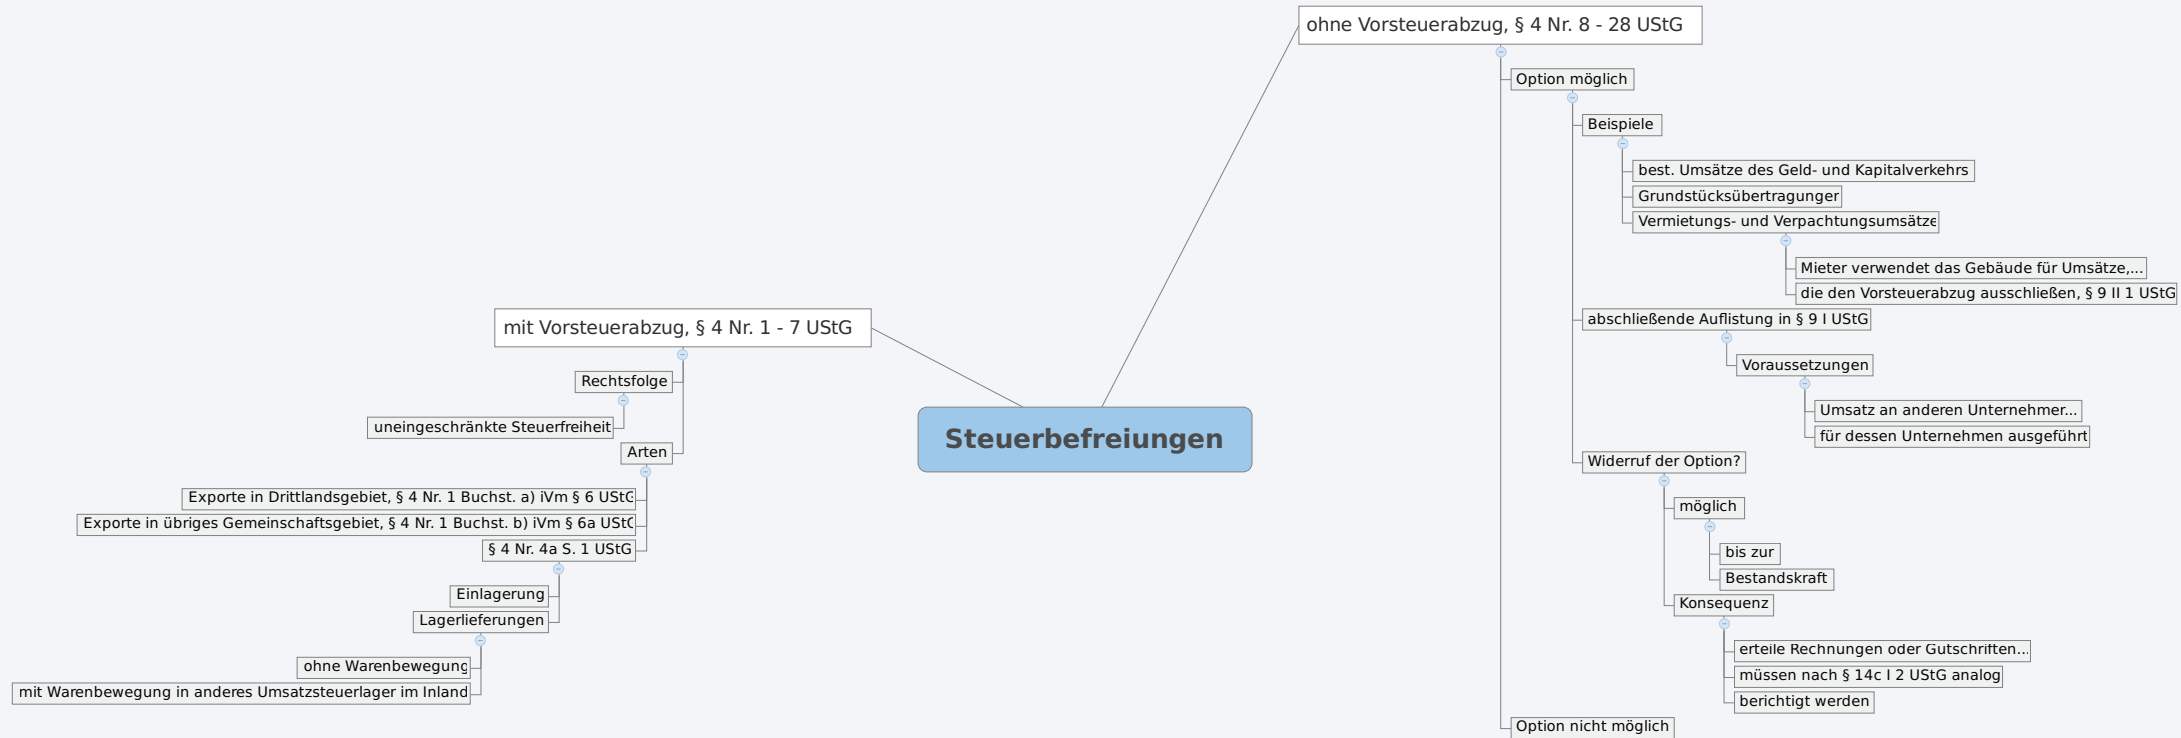 Steuerbefreiungen
mit Vorsteuerabzug, § 4 Nr. 1 - 7 UStG
Rechtsfolge
uneingeschränkte Steuerfreiheit
Arten
Exporte in Drittlandsgebiet, § 4 Nr. 1 Buchst. a) iVm § 6 UStG
Exporte in übriges Gemeinschaftsgebiet, § 4 Nr. 1 Buchst. b) iVm § 6a UStG
§ 4 Nr. 4a S. 1 UStG
Einlagerung
Lagerlieferungen
ohne Warenbewegung
mit Warenbewegung in anderes Umsatzsteuerlager im Inland
ohne Vorsteuerabzug, § 4 Nr. 8 - 28 UStG
Option möglich
Beispiele
best. Umsätze des Geld- und Kapitalverkehrs
Grundstücksübertragunger
Vermietungs- und Verpachtungsumsätze
Mieter verwendet das Gebäude für Umsätze,...
die den Vorsteuerabzug ausschließen, § 9 II 1 UStG
abschließende Auflistung in § 9 I UStG
Voraussetzungen
Umsatz an anderen Unternehmer...
für dessen Unternehmen ausgeführt
Widerruf der Option?
möglich
bis zur
Bestandskraft
Konsequenz
erteile Rechnungen oder Gutschriften...
müssen nach § 14c I 2 UStG analog
berichtigt werden
Option nicht möglich